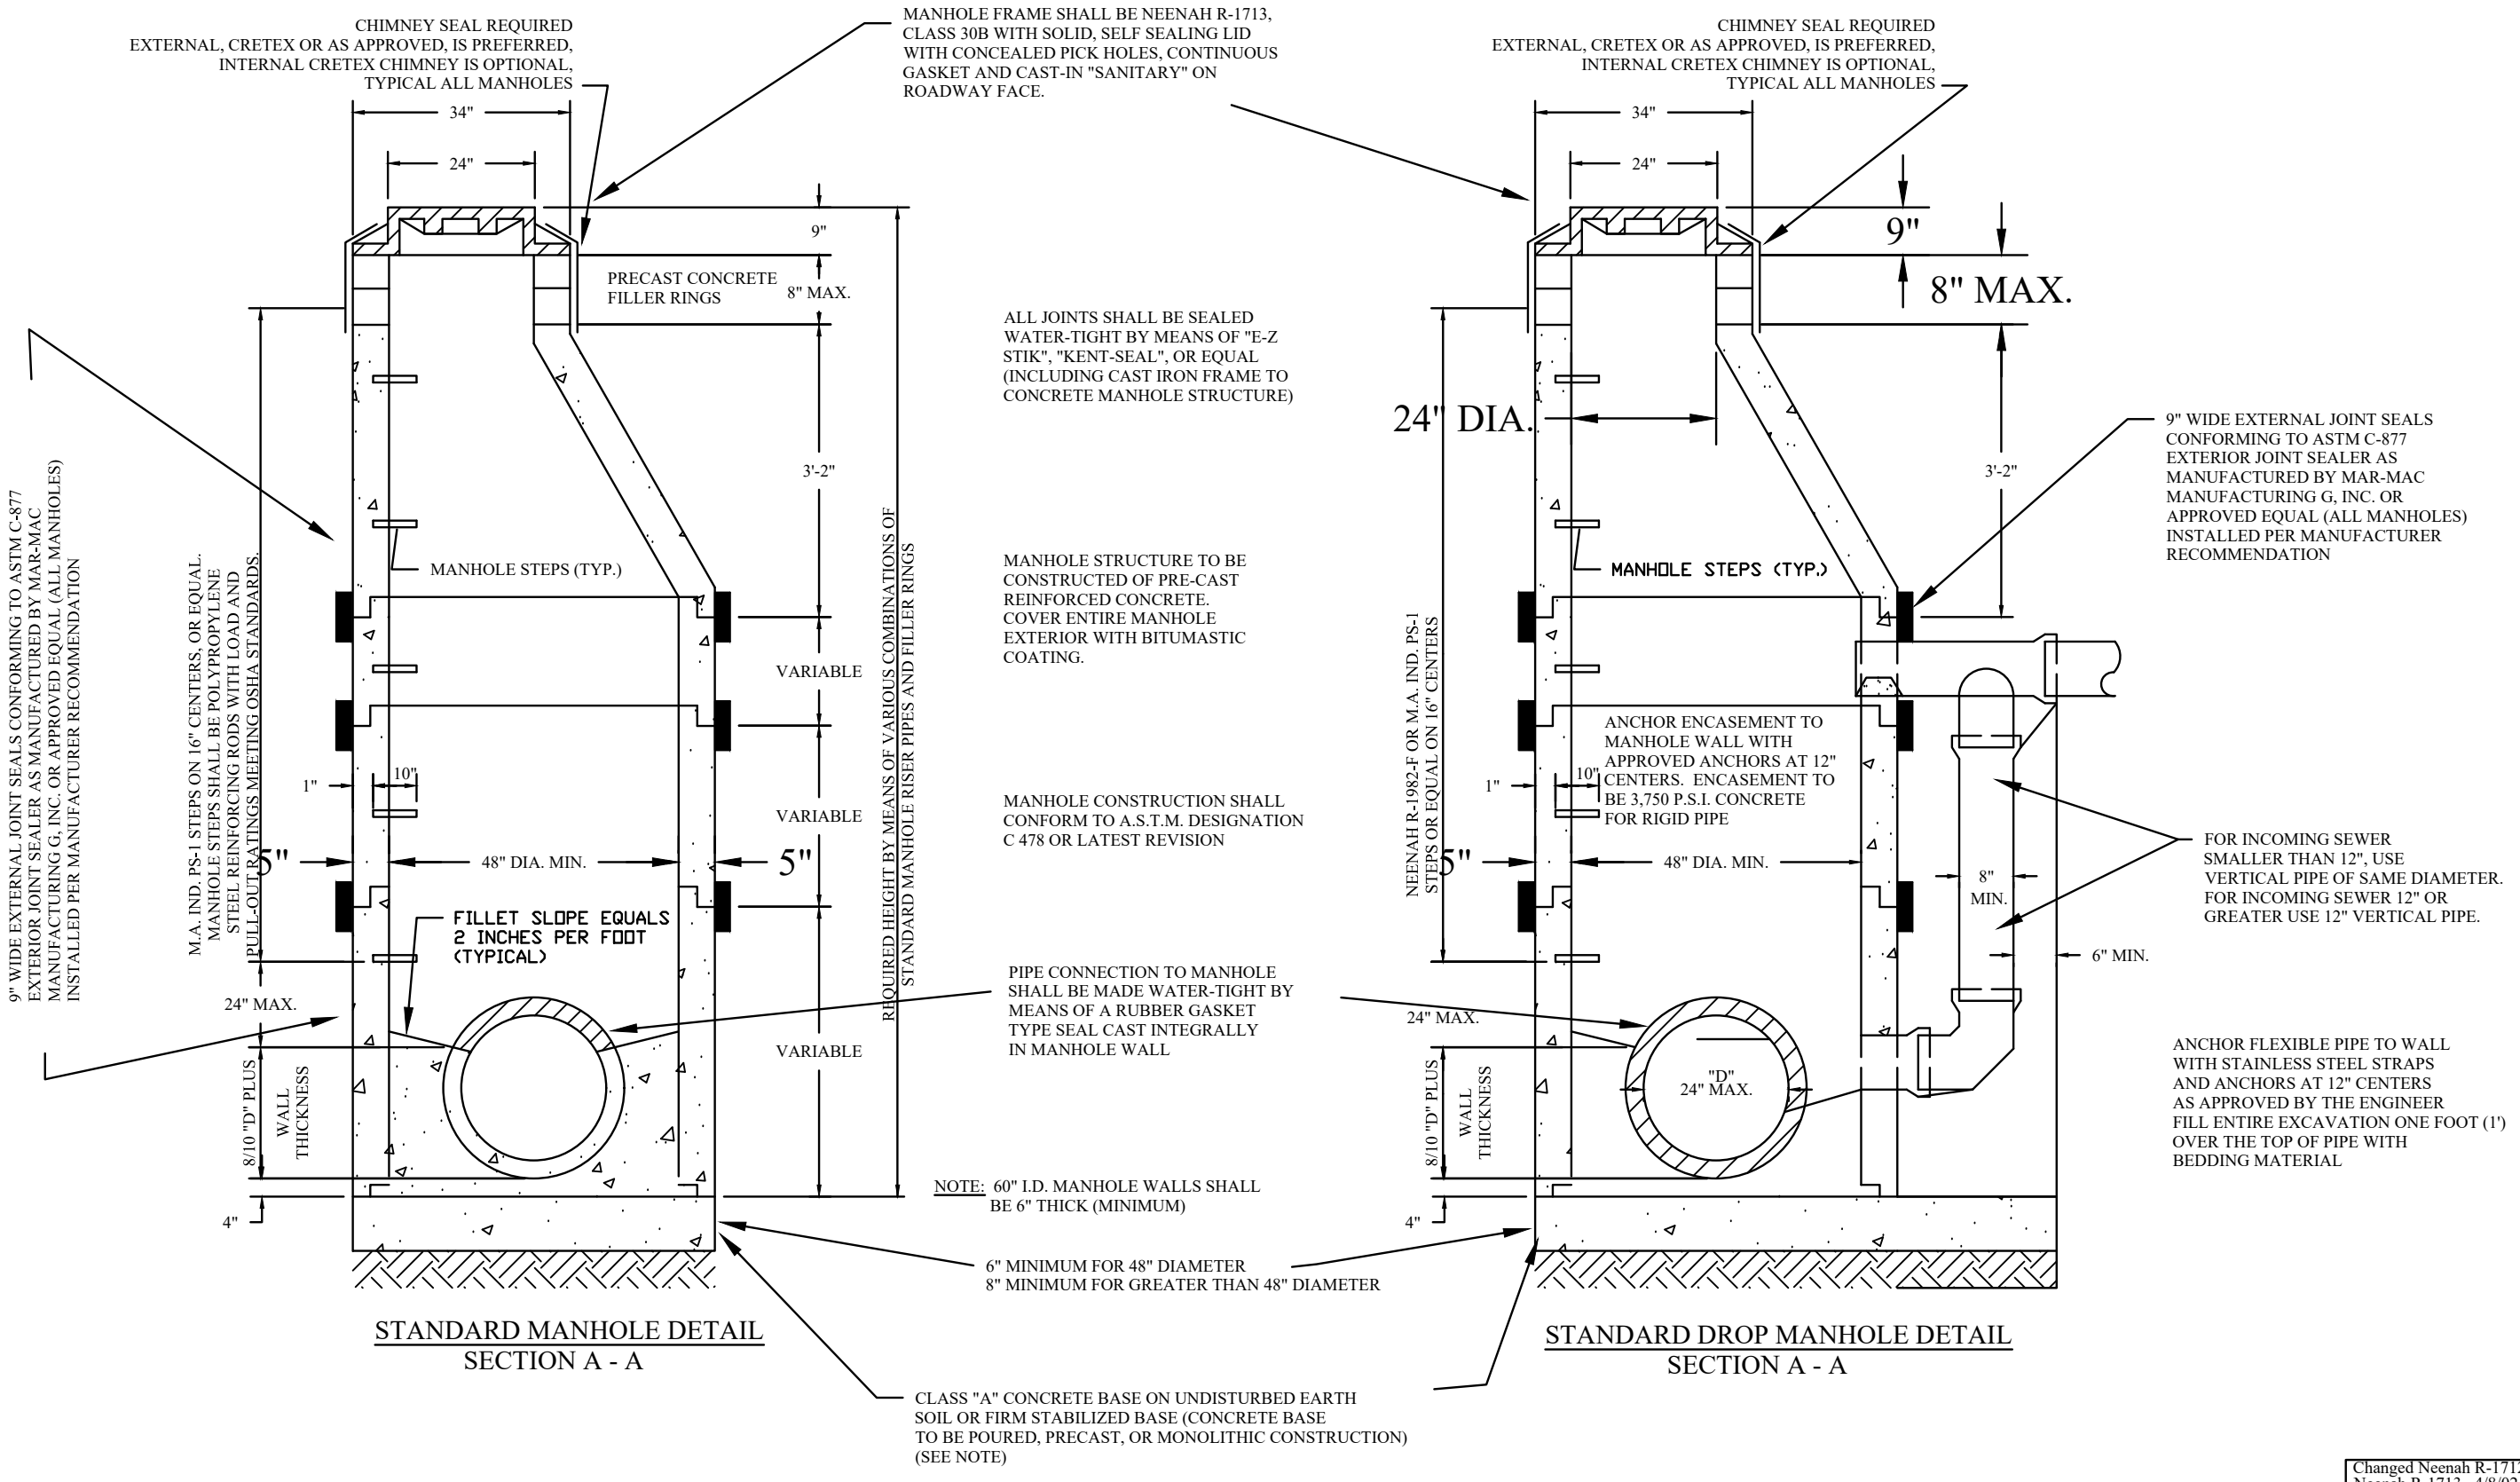 CHIMNEY SEAL REQUIRED
EXTERNAL, CRETEX OR AS APPROVED, IS PREFERRED,
INTERNAL CRETEX CHIMNEY IS OPTIONAL,
TYPICAL ALL MANHOLES
34"
24"
9"
PRECAST CONCRETE
FILLER RINGS
8" MAX.
3'-2"
MANHOLE STEPS (TYP.)
VARIABLE
1"
10"
VARIABLE
5"
48" DIA. MIN.
5"
FILLET SLOPE EQUALS
2 INCHES PER FOOT
(TYPICAL)
24" MAX.
VARIABLE
8/10 "D" PLUS
WALL
THICKNESS
4"
9" WIDE EXTERNAL JOINT SEALS CONFORMING TO ASTM C-877
EXTERIOR JOINT SEALER AS MANUFACTURED BY MAR-MAC
MANUFACTURING G, INC. OR APPROVED EQUAL (ALL MANHOLES)
INSTALLED PER MANUFACTURER RECOMMENDATION
M.A. IND. PS-1 STEPS ON 16" CENTERS, OR EQUAL.
MANHOLE STEPS SHALL BE POLYPROPYLENE
STEEL REINFORCING RODS WITH LOAD AND
PULL-OUT RATINGS MEETING OSHA STANDARDS.
REQUIRED HEIGHT BY MEANS OF VARIOUS COMBINATIONS OF
STANDARD MANHOLE RISER PIPES AND FILLER RINGS
STANDARD MANHOLE DETAIL
SECTION A - A
MANHOLE FRAME SHALL BE NEENAH R-1713,
CLASS 30B WITH SOLID, SELF SEALING LID
WITH CONCEALED PICK HOLES, CONTINUOUS
GASKET AND CAST-IN "SANITARY" ON
ROADWAY FACE.
ALL JOINTS SHALL BE SEALED
WATER-TIGHT BY MEANS OF "E-Z
STIK", "KENT-SEAL", OR EQUAL
(INCLUDING CAST IRON FRAME TO
CONCRETE MANHOLE STRUCTURE)
MANHOLE STRUCTURE TO BE
CONSTRUCTED OF PRE-CAST
REINFORCED CONCRETE.
COVER ENTIRE MANHOLE
EXTERIOR WITH BITUMASTIC
COATING.
MANHOLE CONSTRUCTION SHALL
CONFORM TO A.S.T.M. DESIGNATION
C 478 OR LATEST REVISION
PIPE CONNECTION TO MANHOLE
SHALL BE MADE WATER-TIGHT BY
MEANS OF A RUBBER GASKET
TYPE SEAL CAST INTEGRALLY
IN MANHOLE WALL
NOTE: 60" I.D. MANHOLE WALLS SHALL
BE 6" THICK (MINIMUM)
6" MINIMUM FOR 48" DIAMETER
8" MINIMUM FOR GREATER THAN 48" DIAMETER
CLASS "A" CONCRETE BASE ON UNDISTURBED EARTH
SOIL OR FIRM STABILIZED BASE (CONCRETE BASE
TO BE POURED, PRECAST, OR MONOLITHIC CONSTRUCTION)
(SEE NOTE)
CHIMNEY SEAL REQUIRED
EXTERNAL, CRETEX OR AS APPROVED, IS PREFERRED,
INTERNAL CRETEX CHIMNEY IS OPTIONAL,
TYPICAL ALL MANHOLES
34"
24"
9"
8" MAX.
24" DIA.
3'-2"
9" WIDE EXTERNAL JOINT SEALS
CONFORMING TO ASTM C-877
EXTERIOR JOINT SEALER AS
MANUFACTURED BY MAR-MAC
MANUFACTURING G, INC. OR
APPROVED EQUAL (ALL MANHOLES)
INSTALLED PER MANUFACTURER
RECOMMENDATION
MANHOLE STEPS (TYP.)
NEENAH R-1982-F OR M.A. IND. PS-1
STEPS OR EQUAL ON 16" CENTERS
ANCHOR ENCASEMENT TO
MANHOLE WALL WITH
APPROVED ANCHORS AT 12"
CENTERS. ENCASEMENT TO
BE 3,750 P.S.I. CONCRETE
FOR RIGID PIPE
1"
10"
5"
48" DIA. MIN.
8"
MIN.
FOR INCOMING SEWER
SMALLER THAN 12", USE
VERTICAL PIPE OF SAME DIAMETER.
FOR INCOMING SEWER 12" OR
GREATER USE 12" VERTICAL PIPE.
6" MIN.
24" MAX.
"D"
24" MAX.
8/10 "D" PLUS
WALL
THICKNESS
4"
ANCHOR FLEXIBLE PIPE TO WALL
WITH STAINLESS STEEL STRAPS
AND ANCHORS AT 12" CENTERS
AS APPROVED BY THE ENGINEER
FILL ENTIRE EXCAVATION ONE FOOT (1')
OVER THE TOP OF PIPE WITH
BEDDING MATERIAL
STANDARD DROP MANHOLE DETAIL
SECTION A - A
Changed Neenah